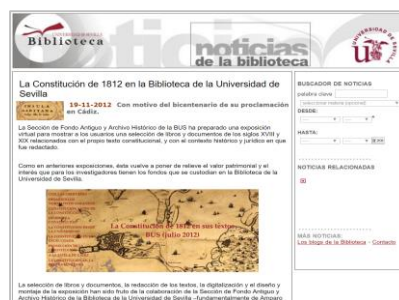 Biblioteca
noticias
de la biblioteca
UNIVERSIDAD DE SEVILLA
La Constitución de 1812 en la Biblioteca de la Universidad de
Sevilla
19-11-2012 Con motivo del bicentenario de su proclamación
en Cádiz.
La Sección de Fondo Antiguo y Archivo Histórico de la BUS ha preparado una exposición
virtual para mostrar a los usuarios una selección de libros y documentos de los siglos XVIII y
XIX relacionados con el propio texto constitucional, y con el contexto histórico y jurídico en que
fue redactado.
Como en anteriores exposiciones, ésta vuelve a poner de relieve el valor patrimonial y el
interés que para los investigadores tienen los fondos que se custodian en la Biblioteca de la
Universidad de Sevilla.
La Constitución de 1812 en sus textos
BUS (julio 2012)
La selección de libros y documentos, la redacción de los textos, la digitalización y el diseño y
montaje de la exposición han sido fruto de la colaboración de la Sección de Fondo Antiguo y
Archivo Histórico de la Biblioteca de la Universidad de Sevilla -fundamentalmente de Amparo
BUSCADOR DE NOTICIAS
palabra clave
seleccionar materia (opcional)
DESDE:
HASTA:
NOTICIAS RELACIONADAS
MÁS NOTICIAS:
Los blogs de la Biblioteca - Contacto